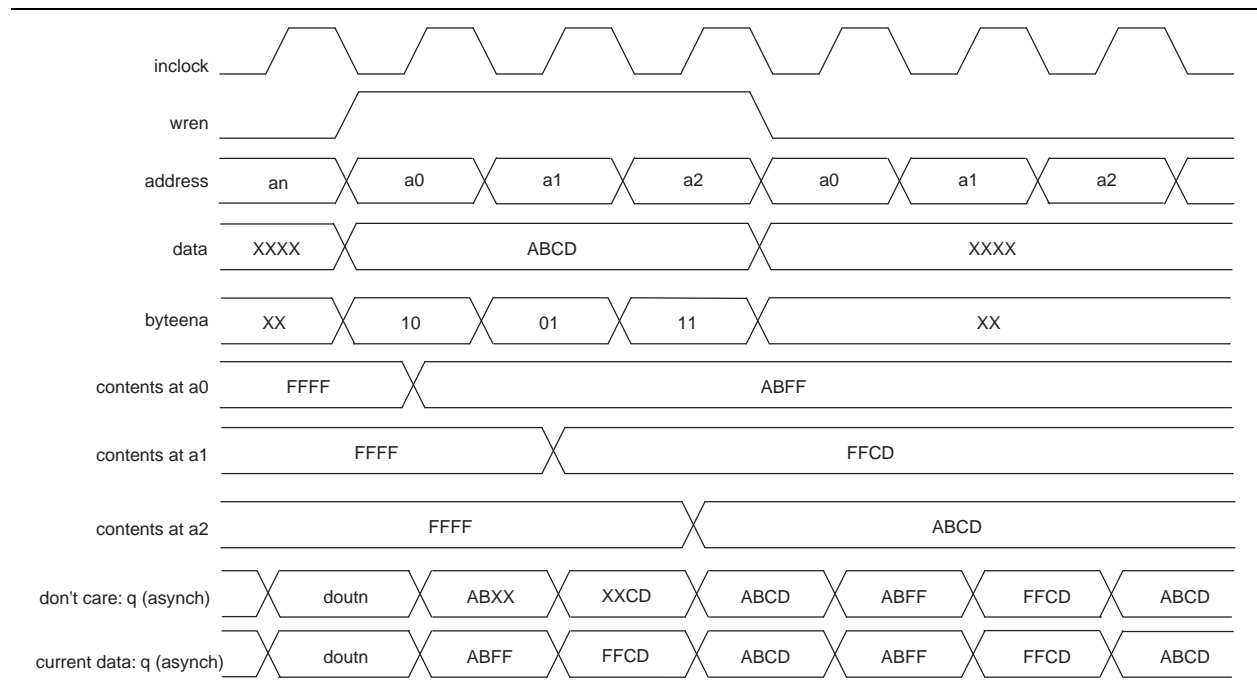 inclock
wren
address an a0 a1 a2 a0 a1 a2
data XXXX ABCD XXXX
byteena XX 10 01 11 XX
contents at a0 FFFF ABFF
contents at a1 FFFF FFCD
contents at a2 FFFF ABCD
don't care: q (asynch) doutn ABXX XXCD ABCD ABFF FFCD ABCD
current data: q (asynch) doutn ABFF FFCD ABCD ABFF FFCD ABCD